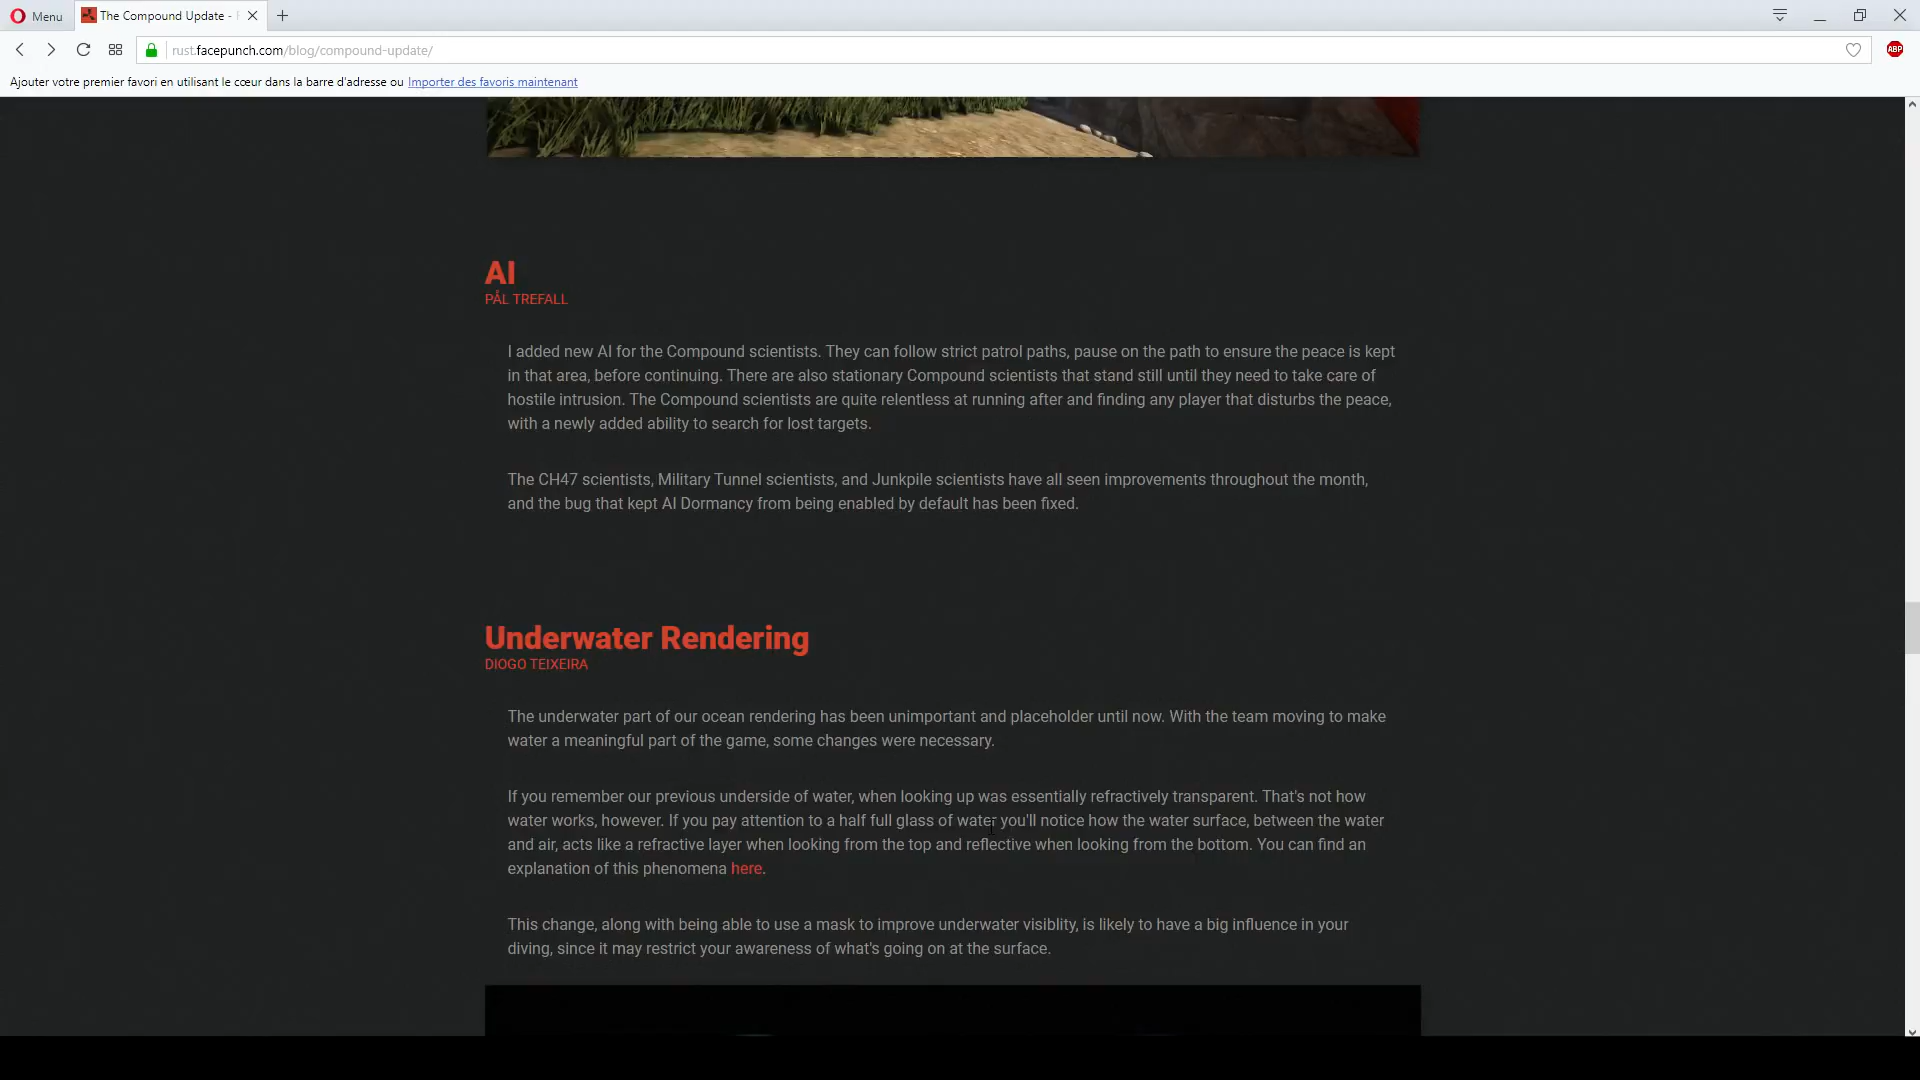 Menu
The Compound Update -
rust.facepunch.com/blog/compound-update/
ABP
Ajouter votre premier favori en utilisant le cœur dans la barre d'adresse ou Importer des favoris maintenant
AI
PÅL TREFALL
I added new AI for the Compound scientists. They can follow strict patrol paths, pause on the path to ensure the peace is kept
in that area, before continuing. There are also stationary Compound scientists that stand still until they need to take care of
hostile intrusion. The Compound scientists are quite relentless at running after and finding any player that disturbs the peace,
with a newly added ability to search for lost targets.
The CH47 scientists, Military Tunnel scientists, and Junkpile scientists have all seen improvements throughout the month,
and the bug that kept AI Dormancy from being enabled by default has been fixed.
Underwater Rendering
DIOGO TEIXEIRA
The underwater part of our ocean rendering has been unimportant and placeholder until now. With the team moving to make
water a meaningful part of the game, some changes were necessary.
If you remember our previous underside of water, when looking up was essentially refractively transparent. That's not how
water works, however. If you pay attention to a half full glass of water you'll notice how the water surface, between the water
and air, acts like a refractive layer when looking from the top and reflective when looking from the bottom. You can find an
explanation of this phenomena here.
This change, along with being able to use a mask to improve underwater visiblity, is likely to have a big influence in your
diving, since it may restrict your awareness of what's going on at the surface.